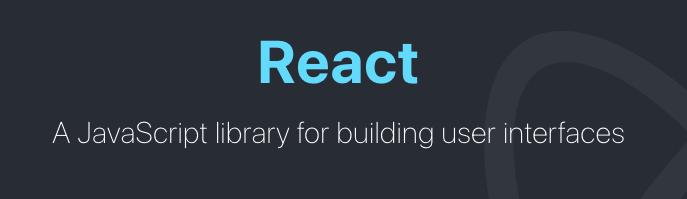 React
A JavaScript library for building user interfaces